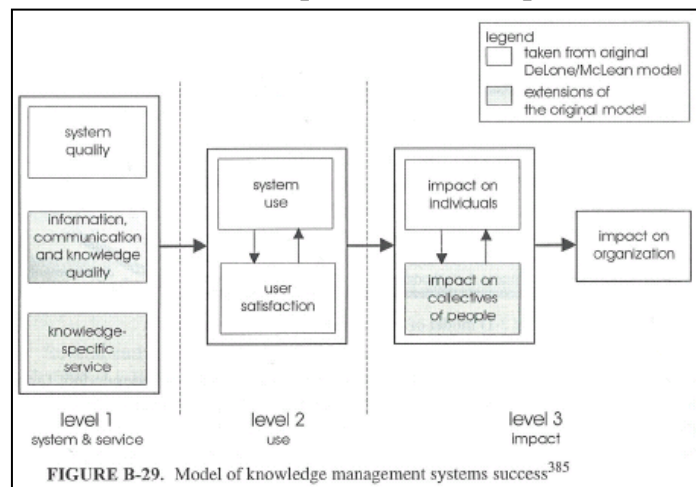 legend
taken from original
DeLone/McLean model
extensions of
the original model
system
quality
information,
communication
and knowledge
quality
knowledge-
specific
service
system
use
user
satisfaction
impact on
individuals
impact on
collectives
of people
impact on
organization
level 1
system & service
level 2
use
level 3
impact
FIGURE B-29. Model of knowledge management systems success385